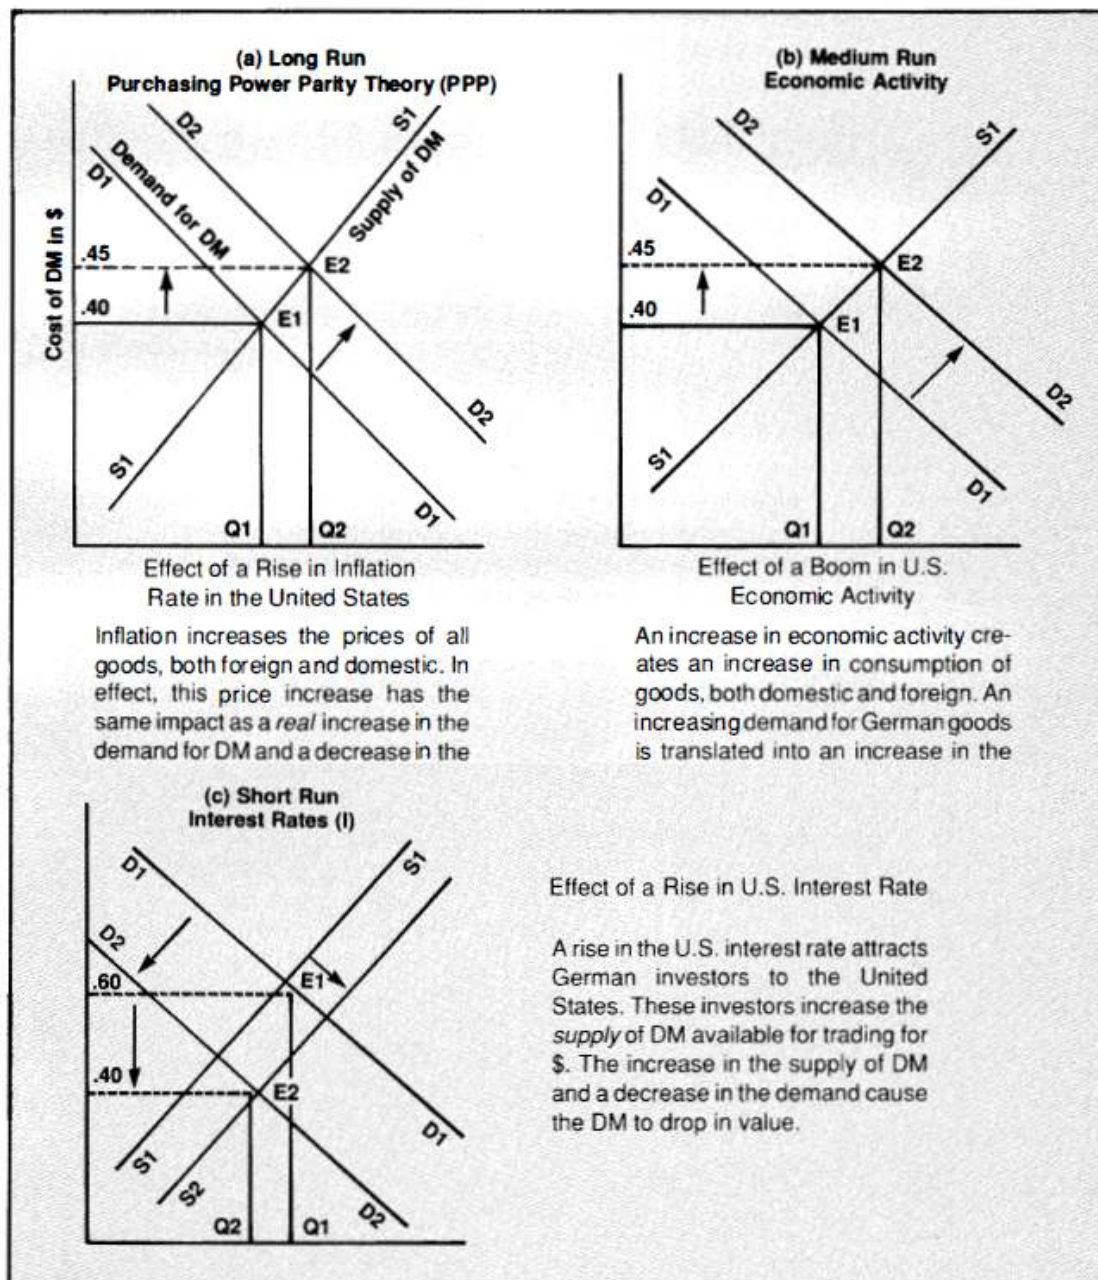 (a) Long Run
Purchasing Power Parity Theory (PPP)
D2
S1
D1
Demand for DM
Supply of DM
Cost of DM in $
.45
E2
.40
E1
S1
D2
D1
Q1
Q2
Effect of a Rise in Inflation
Rate in the United States
Inflation increases the prices of all
goods, both foreign and domestic. In
effect, this price increase has the
same impact as a real increase in the
demand for DM and a decrease in the
(b) Medium Run
Economic Activity
D2
S1
D1
.45
E2
.40
E1
D2
S1
D1
Q1
Q2
Effect of a Boom in U.S.
Economic Activity
An increase in economic activity cre-
ates an increase in consumption of
goods, both domestic and foreign. An
increasing demand for German goods
is translated into an increase in the
(c) Short Run
Interest Rates (I)
D1
S1
D2
.60
E1
.40
E2
D1
S1
S2
D2
Q2
Q1
Effect of a Rise in U.S. Interest Rate
A rise in the U.S. interest rate attracts
German investors to the United
States. These investors increase the
supply of DM available for trading for
$. The increase in the supply of DM
and a decrease in the demand cause
the DM to drop in value.